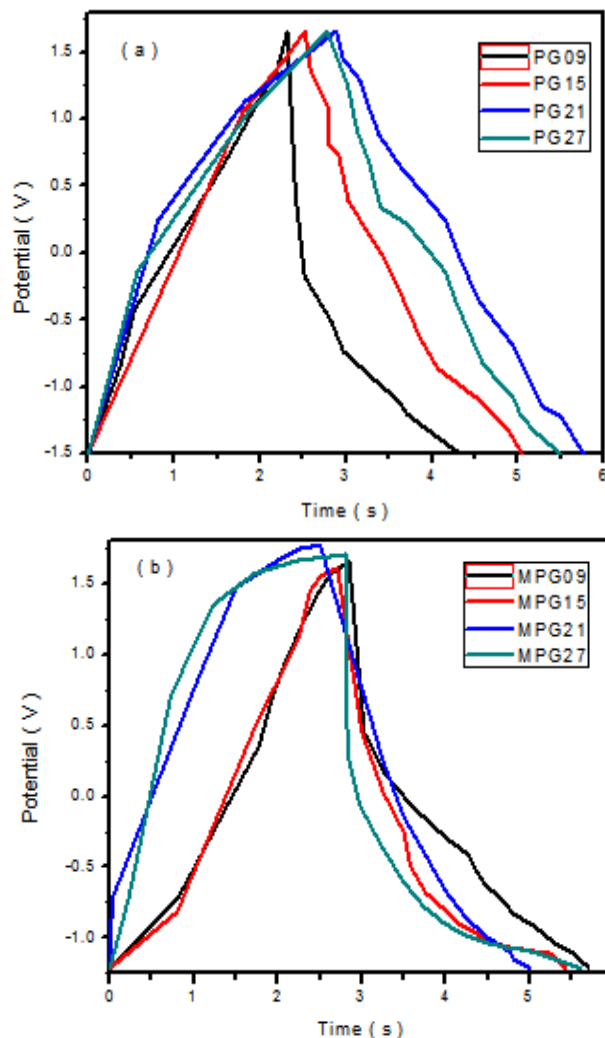 ( a )
PG09
PG15
PG21
PG27
1.5
1.0
0.5
0.0
-0.5
-1.0
-1.5
Potential ( V )
0 1 2 3 4 5 6
Time ( s )
( b )
MPG09
MPG15
MPG21
MPG27
1.5
1.0
0.5
0.0
-0.5
-1.0
Potential ( V )
0 1 2 3 4 5
Time ( s )